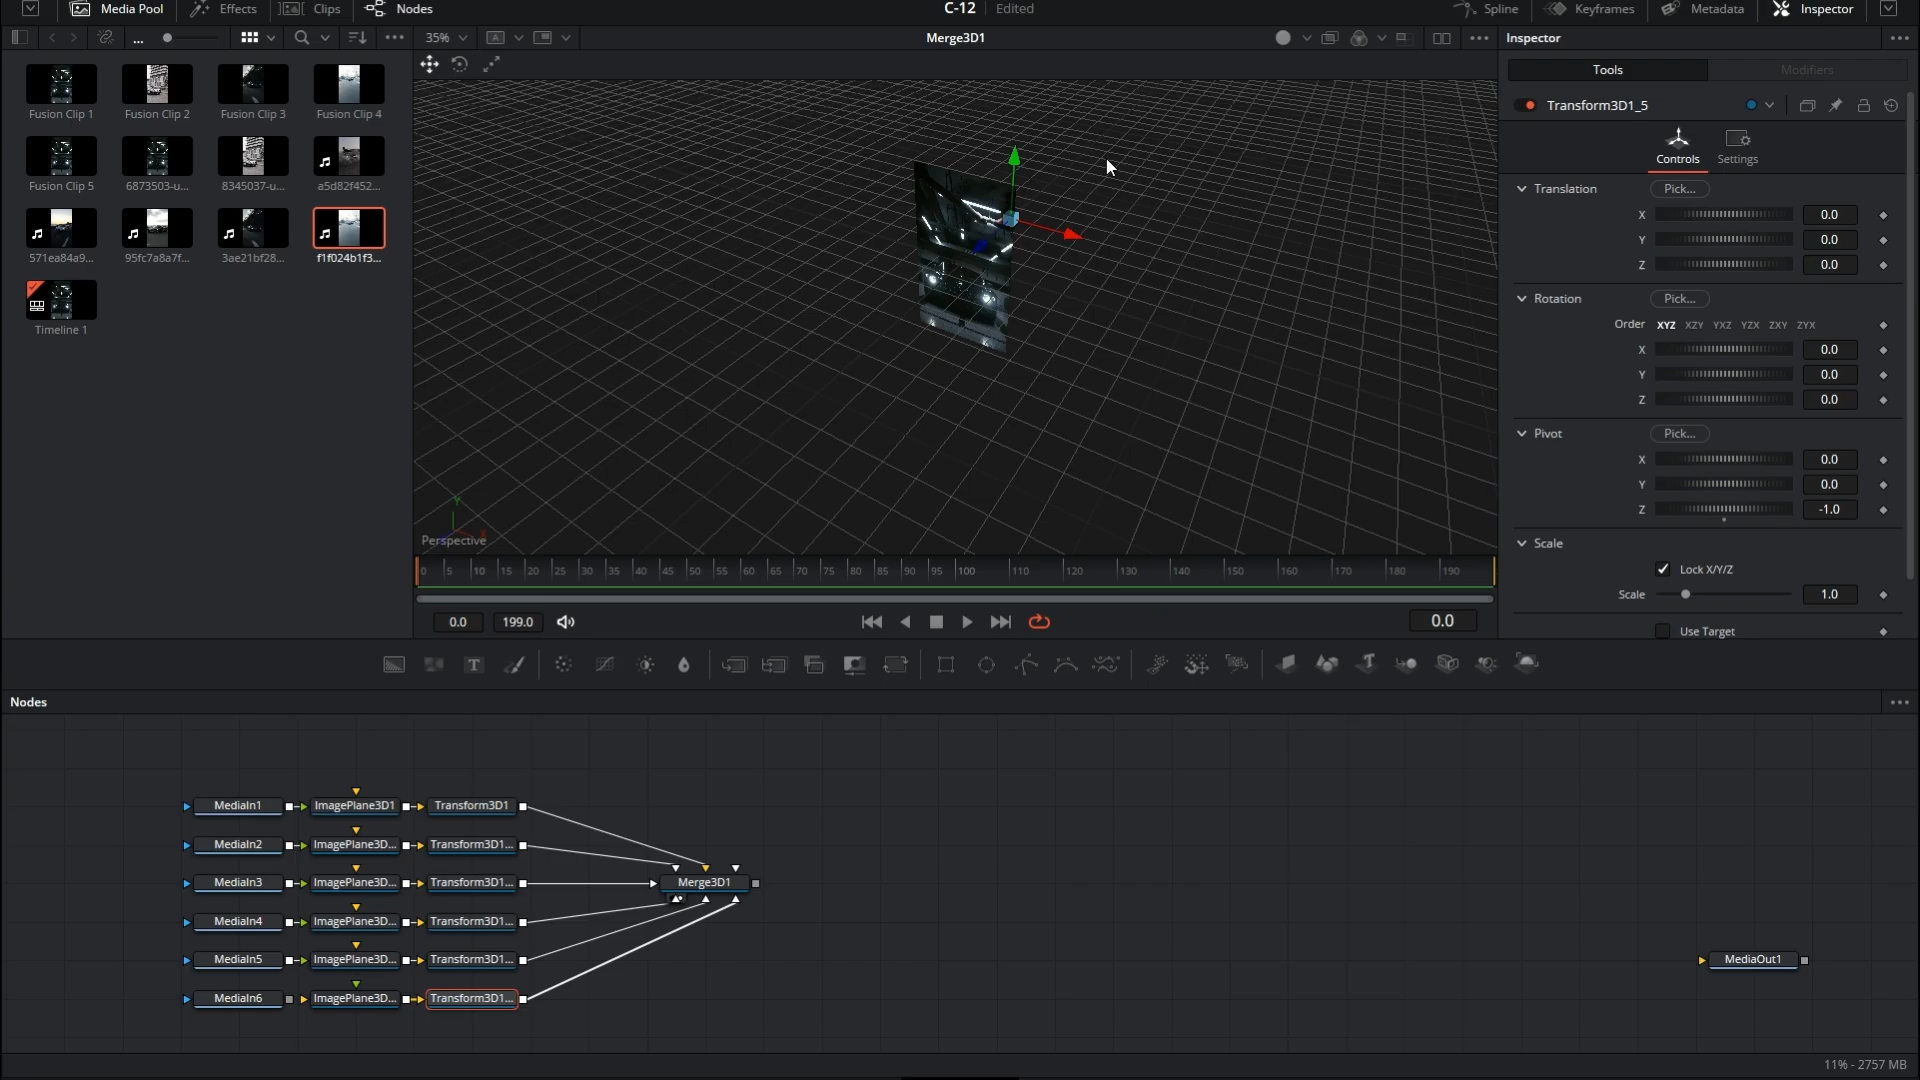 Media Pool
Effects
Clips
Nodes
C-12
Edited
Spline
Keyframes
Metadata
Inspector
...
35%
A
Merge3D1
Inspector
Fusion Clip 1
Fusion Clip 2
Fusion Clip 3
Fusion Clip 4
Fusion Clip 5
6873503-u...
8345037-u...
a5d82f452...
571ea84a9...
95fc7a8a7f...
3ae21bf28...
f1f024b1f3...
Timeline 1
Perspective
0 5 10 15 20 25 30 35 40 45 50 55 60 65 70 75 80 85 90 95 100 110 120 130 140 150 160 170 180 190
0.0
199.0
0.0
Tools
Modifiers
Transform3D1_5
Controls
Settings
Translation
Pick...
X 0.0
Y 0.0
Z 0.0
Rotation
Pick...
Order XYZ XZY YXZ YZX ZXY ZYX
X 0.0
Y 0.0
Z 0.0
Pivot
Pick...
X 0.0
Y 0.0
Z -1.0
Scale
Lock X/Y/Z
Scale 1.0
Use Target
T
T
Nodes
MediaIn1
ImagePlane3D1
Transform3D1
MediaIn2
ImagePlane3D...
Transform3D1...
MediaIn3
ImagePlane3D...
Transform3D1...
Merge3D1
MediaIn4
ImagePlane3D...
Transform3D1...
MediaIn5
ImagePlane3D...
Transform3D1...
MediaOut1
MediaIn6
ImagePlane3D...
Transform3D1...
11% - 2757 MB